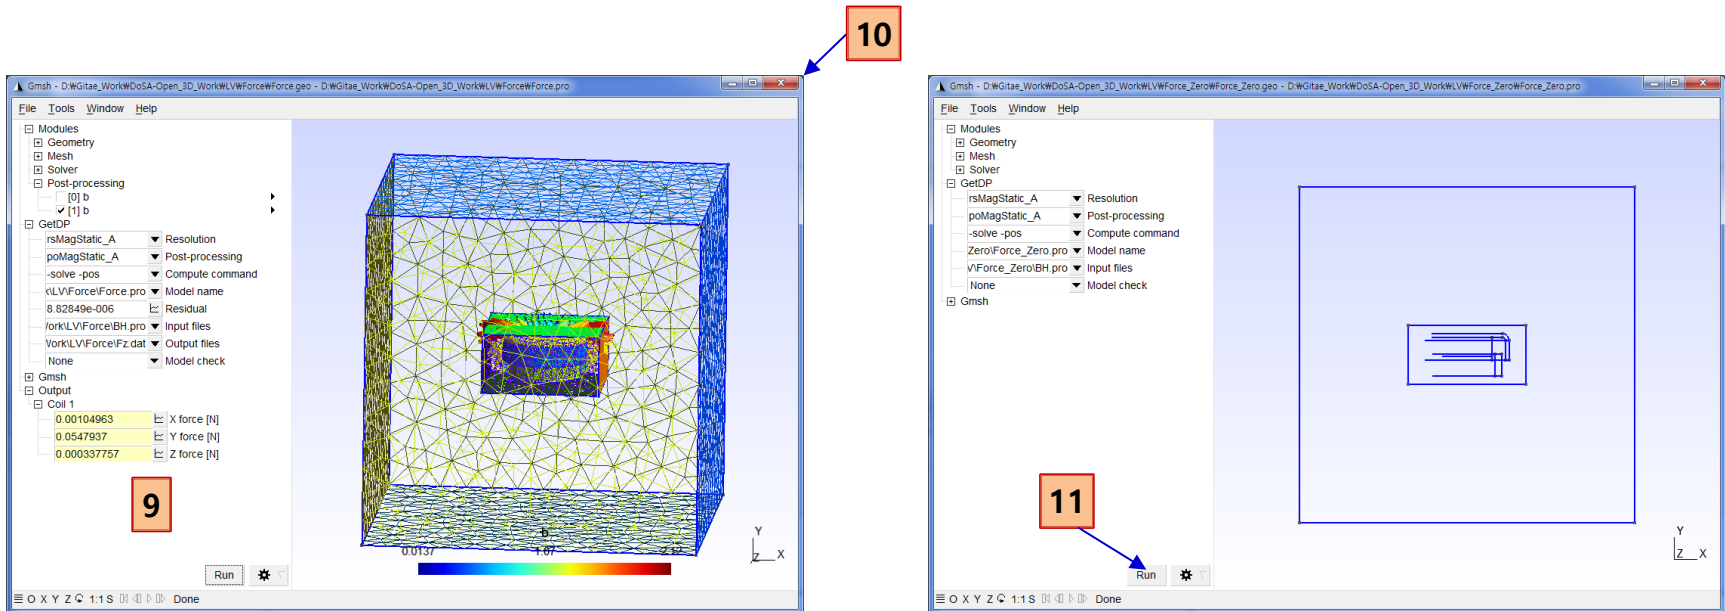 10
Gmsh - D:₩Gitae_Work₩DoSA-Open_3D_Work₩LV₩Force₩Force.geo - D:₩Gitae_Work₩DoSA-Open_3D_Work₩LV₩Force₩Force.pro
File Tools Window Help
Modules
Geometry
Mesh
Solver
Post-processing
[0] b
[1] b
GetDP
rsMagStatic_A Resolution
poMagStatic_A Post-processing
-solve -pos Compute command
:\LV\Force\Force.pro Model name
8.82849e-006 Residual
/ork\LV\Force\BH.pro Input files
Vork\LV\Force\Fz.dat Output files
None Model check
Gmsh
Output
Coil 1
0.00104963 X force [N]
0.0547937 Y force [N]
0.000337757 Z force [N]
9
b
0.0137 1.07 2.12
Y
Z X
Run
O X Y Z 1:1 S Done
Gmsh - D:₩Gitae_Work₩DoSA-Open_3D_Work₩LV₩Force_Zero₩Force_Zero.geo - D:₩Gitae_Work₩DoSA-Open_3D_Work₩LV₩Force_Zero₩Force_Zero.pro
File Tools Window Help
Modules
Geometry
Mesh
Solver
GetDP
rsMagStatic_A Resolution
poMagStatic_A Post-processing
-solve -pos Compute command
Zero\Force_Zero.pro Model name
V\Force_Zero\BH.pro Input files
None Model check
Gmsh
11
Y
Z X
Run
O X Y Z 1:1 S Done